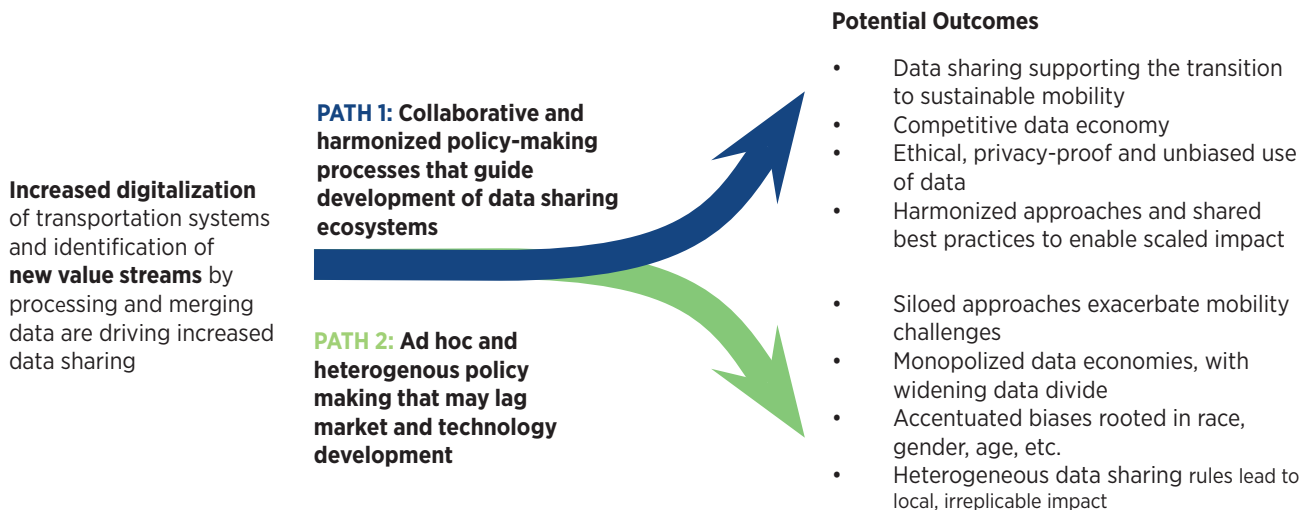 Increased digitalization
of transportation systems
and identification of
new value streams by
processing and merging
data are driving increased
data sharing
PATH 1: Collaborative and
harmonized policy-making
processes that guide
development of data sharing
ecosystems
PATH 2: Ad hoc and
heterogenous policy
making that may lag
market and technology
development
Potential Outcomes
• Data sharing supporting the transition
to sustainable mobility
• Competitive data economy
• Ethical, privacy-proof and unbiased use
of data
• Harmonized approaches and shared
best practices to enable scaled impact
• Siloed approaches exacerbate mobility
challenges
• Monopolized data economies, with
widening data divide
• Accentuated biases rooted in race,
gender, age, etc.
• Heterogeneous data sharing rules lead to
local, irreplicable impact